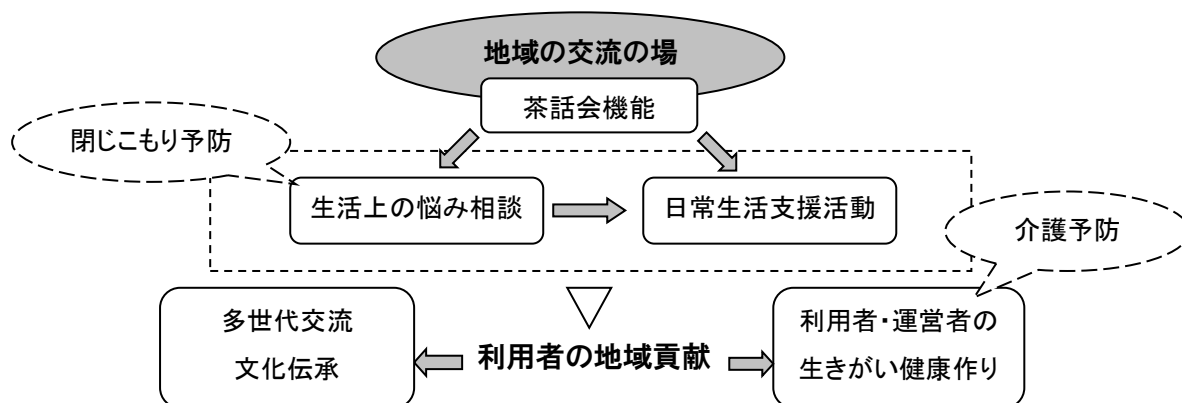 地域の交流の場
茶話会機能
閉じこもり予防
生活上の悩み相談
日常生活支援活動
介護予防
多世代交流
文化伝承
利用者の地域貢献
利用者・運営者の
生きがい健康作り